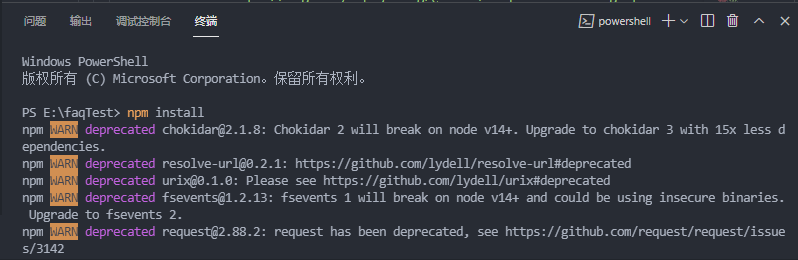 问题 输出 调试控制台 终端 powershell
Windows PowerShell
版权所有 (C) Microsoft Corporation。保留所有权利。
PS E:\faqTest> npm install
npm WARN deprecated chokidar@2.1.8: Chokidar 2 will break on node v14+. Upgrade to chokidar 3 with 15x less d
ependencies.
npm WARN deprecated resolve-url@0.2.1: https://github.com/lydell/resolve-url#deprecated
npm WARN deprecated urix@0.1.0: Please see https://github.com/lydell/urix#deprecated
npm WARN deprecated fsevents@1.2.13: fsevents 1 will break on node v14+ and could be using insecure binaries.
 Upgrade to fsevents 2.
npm WARN deprecated request@2.88.2: request has been deprecated, see https://github.com/request/request/issue
s/3142